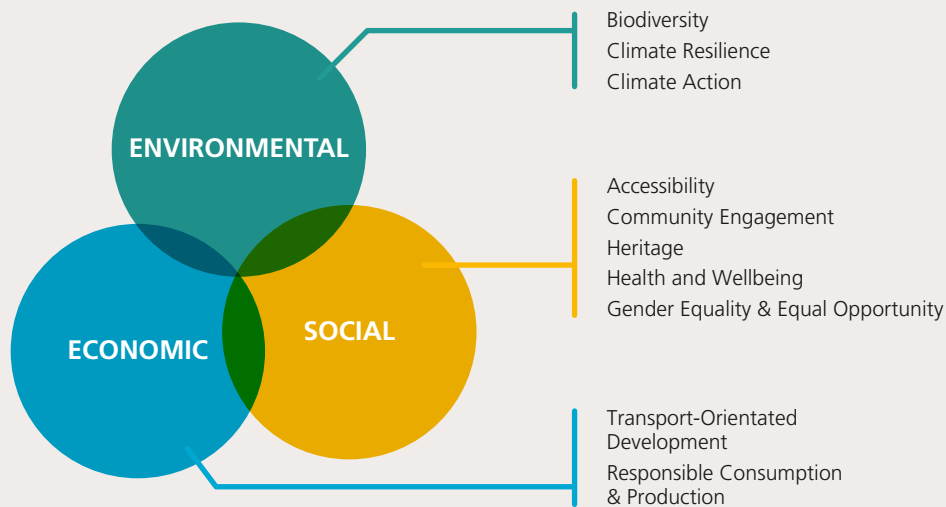 ENVIRONMENTAL
Biodiversity
Climate Resilience
Climate Action
SOCIAL
Accessibility
Community Engagement
Heritage
Health and Wellbeing
Gender Equality & Equal Opportunity
ECONOMIC
Transport-Orientated
Development
Responsible Consumption
& Production